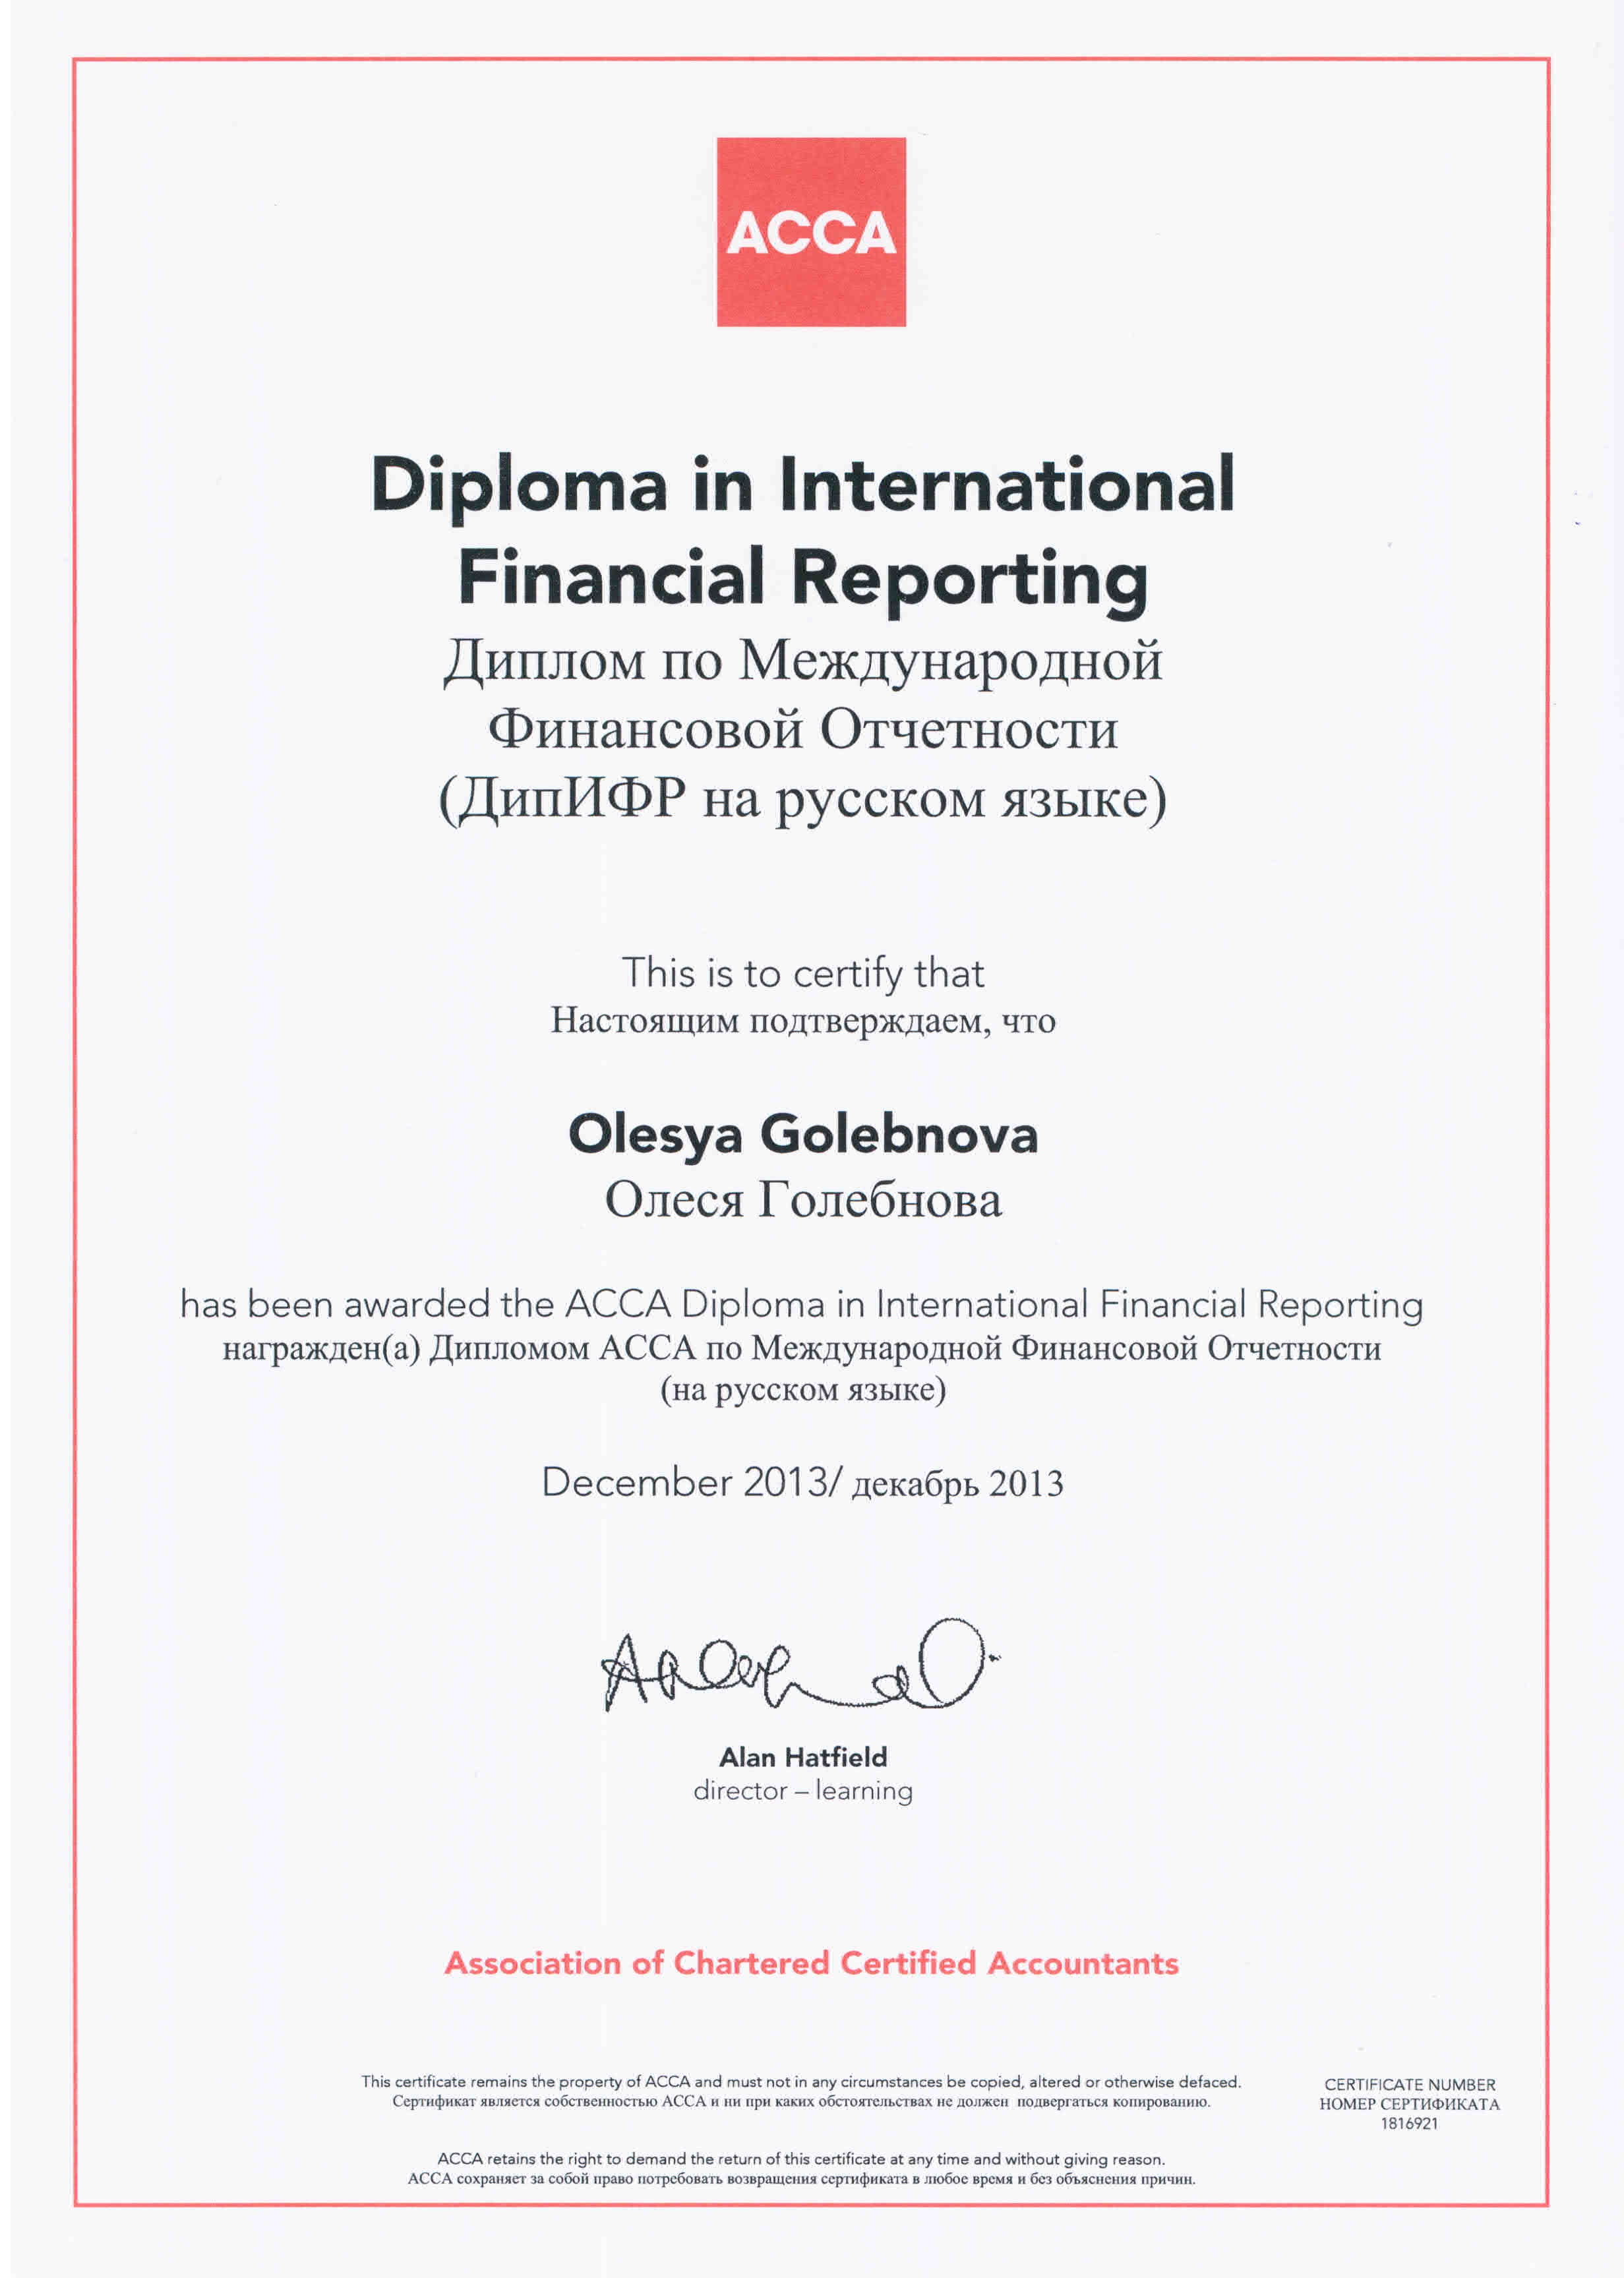 ACCA
Diploma in International
Financial Reporting
Диплом по Международной
Финансовой Отчетности
(ДипИФР на русском языке)
This is to certify that
Настоящим подтверждаем, что
Olesya Golebnova
Олеся Голебнова
has been awarded the ACCA Diploma in International Financial Reporting
награжден(а) Дипломом АССА по Международной Финансовой Отчетности
(на русском языке)
December 2013/ декабрь 2013
Alan Hatfield
director – learning
Association of Chartered Certified Accountants
This certificate remains the property of ACCA and must not in any circumstances be copied, altered or otherwise defaced.
Сертификат является собственностью АССА и ни при каких обстоятельствах не должен подвергаться копированию.
CERTIFICATE NUMBER
НОМЕР СЕРТИФИКАТА
1816921
ACCA retains the right to demand the return of this certificate at any time and without giving reason.
АССА сохраняет за собой право потребовать возвращения сертификата в любое время и без объяснения причин.